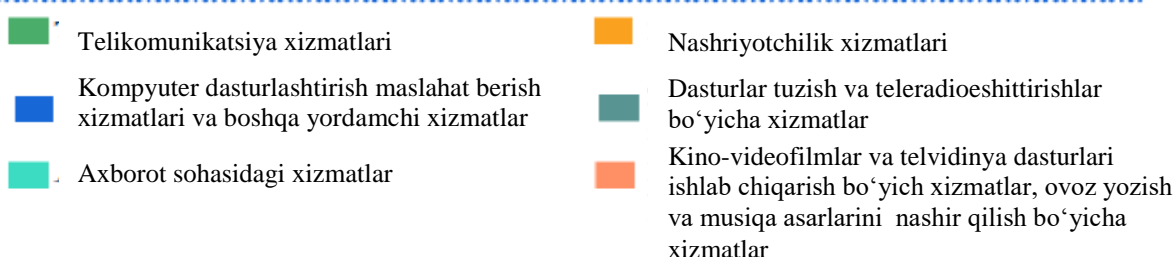 Telikomunikatsiya xizmatlari
Kompyuter dasturlashtirish maslahat berish
xizmatlari va boshqa yordamchi xizmatlar
Axborot sohasidagi xizmatlar
Nashriyotchilik xizmatlari
Dasturlar tuzish va teleradioeshittirishlar
bo‘yicha xizmatlar
Kino-videofilmlar va telvidinya dasturlari
ishlab chiqarish bo‘yich xizmatlar, ovoz yozish
va musiqa asarlarini nashir qilish bo‘yicha
xizmatlar